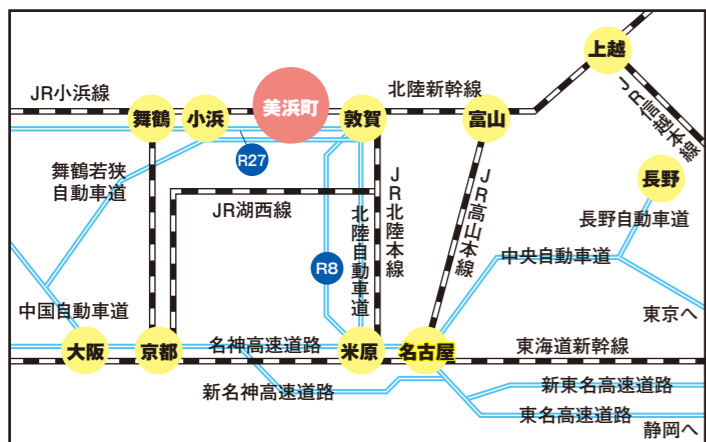 上越
JR小浜線
北陸新幹線
舞鶴
小浜
美浜町
敦賀
富山
JR信越本線
R27
舞鶴若狭
自動車道
長野
JR湖西線
北陸自動車道
JR北陸本線
JR高山本線
長野自動車道
中央自動車道
R8
中国自動車道
東京へ
大阪
京都
名神高速道路
米原
名古屋
東海道新幹線
新名神高速道路
新東名高速道路
東名高速道路
静岡へ